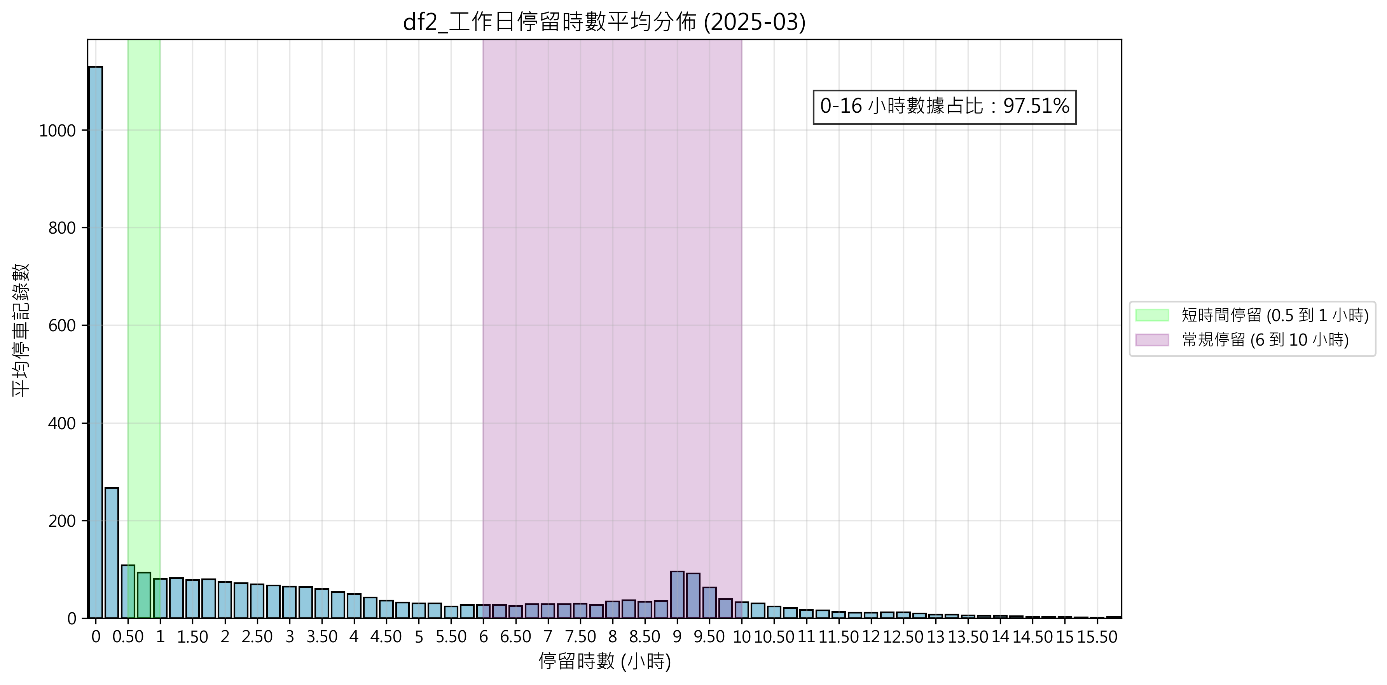 df2_工作日停留時數平均分佈 (2025-03)
0-16 小時數據占比：97.51%
平均停車記錄數
1000
800
600
400
200
0
0 0.50 1 1.50 2 2.50 3 3.50 4 4.50 5 5.50 6 6.50 7 7.50 8 8.50 9 9.50 10 10.50 11 11.50 12 12.50 13 13.50 14 14.50 15 15.50
停留時數 (小時)
短時間停留 (0.5 到 1 小時)
常規停留 (6 到 10 小時)